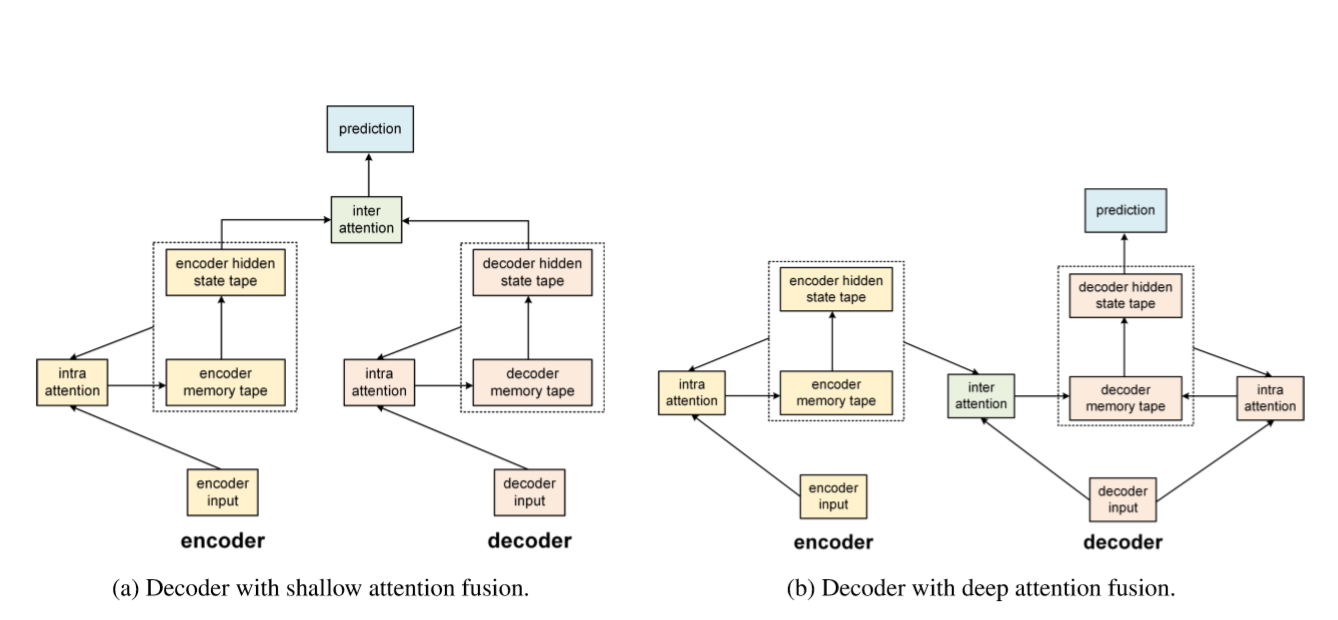 prediction
inter
attention
encoder hidden
state tape
decoder hidden
state tape
intra
attention
encoder
memory tape
intra
attention
decoder
memory tape
encoder
input
decoder
input
encoder
decoder
(a) Decoder with shallow attention fusion.
prediction
encoder hidden
state tape
decoder hidden
state tape
intra
attention
encoder
memory tape
inter
attention
decoder
memory tape
intra
attention
encoder
input
decoder
input
encoder
decoder
(b) Decoder with deep attention fusion.